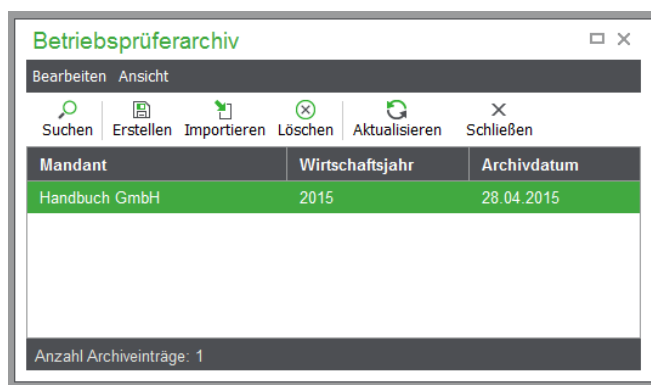 Betriebsprüferarchiv
Bearbeiten Ansicht
Suchen Erstellen Importieren Löschen Aktualisieren Schließen
Mandant Wirtschaftsjahr Archivdatum
Handbuch GmbH 2015 28.04.2015
Anzahl Archiveinträge: 1